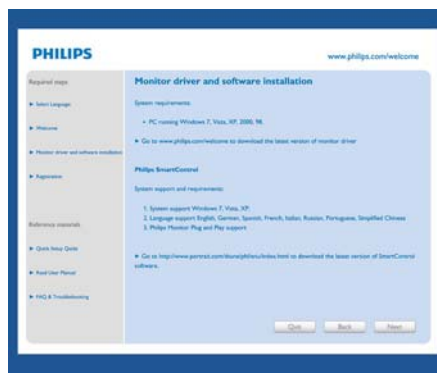 PHILIPS
www.philips.com/welcome
Required steps
Select Language
Welcome
Monitor driver and software installation
Registration
Reference materials
Quick Setup Guide
Read User Manual
FAQ & Troubleshooting
Monitor driver and software installation
System requirements:
• PC running Windows 7, Vista, XP, 2000, 98.
Go to www.philips.com/welcome to download the latest version of monitor driver
Philips SmartControl
System support and requirements:
1. System support Windows 7, Vista, XP.
2. Language support English, German, Spanish, French, Italian, Russian, Portuguese, Simplified Chinese
3. Philips Monitor Plug and Play support
Go to to download the latest version of SmartControl
software.
Quit Back Next